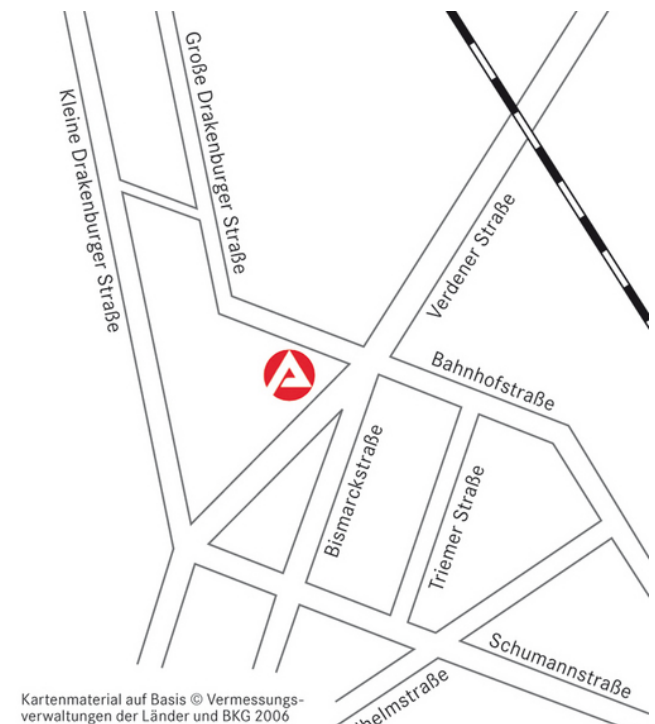 Große Drakenburger Straße
Kleine Drakenburger Straße
Verdener Straße
Bahnhofstraße
Bismarckstraße
Triemer Straße
Schumannstraße
lhelmstraße
Kartenmaterial auf Basis © Vermessungs-
verwaltungen der Länder und BKG 2006